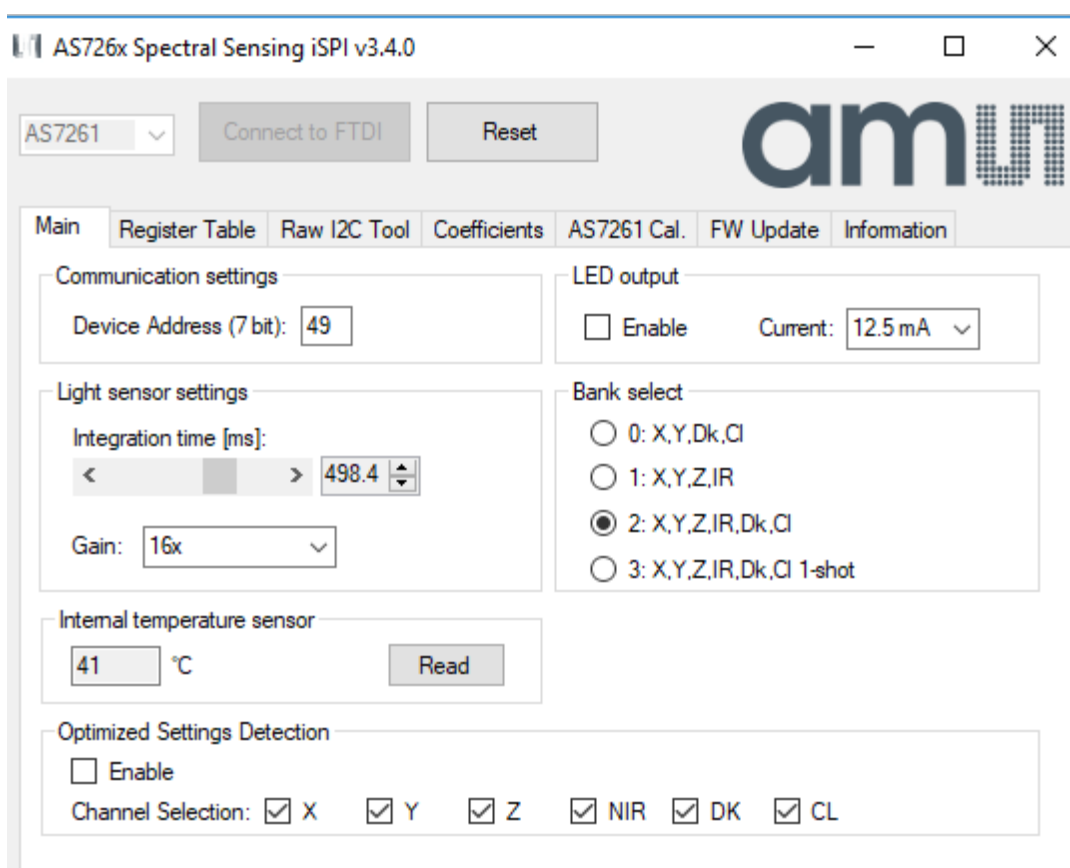 AS726x Spectral Sensing iSPI v3.4.0
AS7261 Connect to FTDI Reset
am
Main Register Table Raw I2C Tool Coefficients AS7261 Cal. FW Update Information
Communication settings
Device Address (7 bit): 49
LED output
Enable Current: 12.5 mA
Light sensor settings
Integration time [ms]:
498.4
Gain: 16x
Bank select
0: X,Y,Dk,Cl
1: X,Y,Z,IR
2: X,Y,Z,IR,Dk,Cl
3: X,Y,Z,IR,Dk,Cl 1-shot
Internal temperature sensor
41 °C Read
Optimized Settings Detection
Enable
Channel Selection: X Y Z NIR DK CL